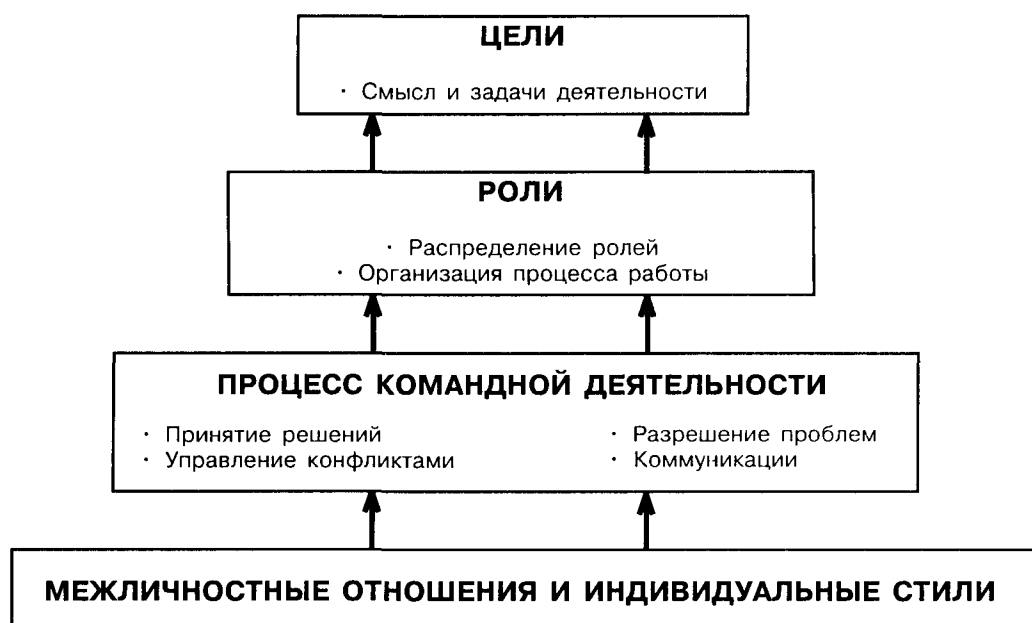 ЦЕЛИ
· Смысл и задачи деятельности
РОЛИ
· Распределение ролей
· Организация процесса работы
ПРОЦЕСС КОМАНДНОЙ ДЕЯТЕЛЬНОСТИ
· Принятие решений
· Управление конфликтами
· Разрешение проблем
· Коммуникации
МЕЖЛИЧНОСТНЫЕ ОТНОШЕНИЯ И ИНДИВИДУАЛЬНЫЕ СТИЛИ